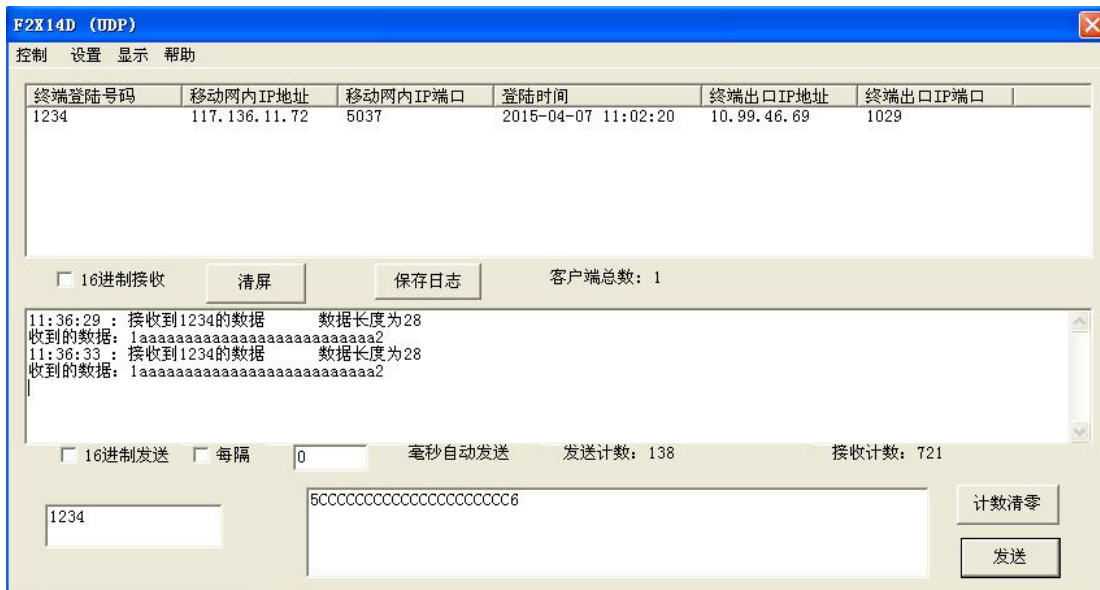 F2X14D (UDP)
控制 设置 显示 帮助
终端登陆号码 移动网内IP地址 移动网内IP端口 登陆时间 终端出口IP地址 终端出口IP端口
1234 117.136.11.72 5037 2015-04-07 11:02:20 10.99.46.69 1029
16进制接收 清屏 保存日志 客户端总数: 1
11:36:29 : 接收到1234的数据 数据长度为28
收到的数据: 1aaaaaaaaaaaaaaaaaaaaaaaaaa2
11:36:33 : 接收到1234的数据 数据长度为28
收到的数据: 1aaaaaaaaaaaaaaaaaaaaaaaaaa2
16进制发送 每隔 0 毫秒自动发送 发送计数: 138 接收计数: 721
5CCCCCCCCCCCCCCCCCCCCCC6
1234
计数清零
发送